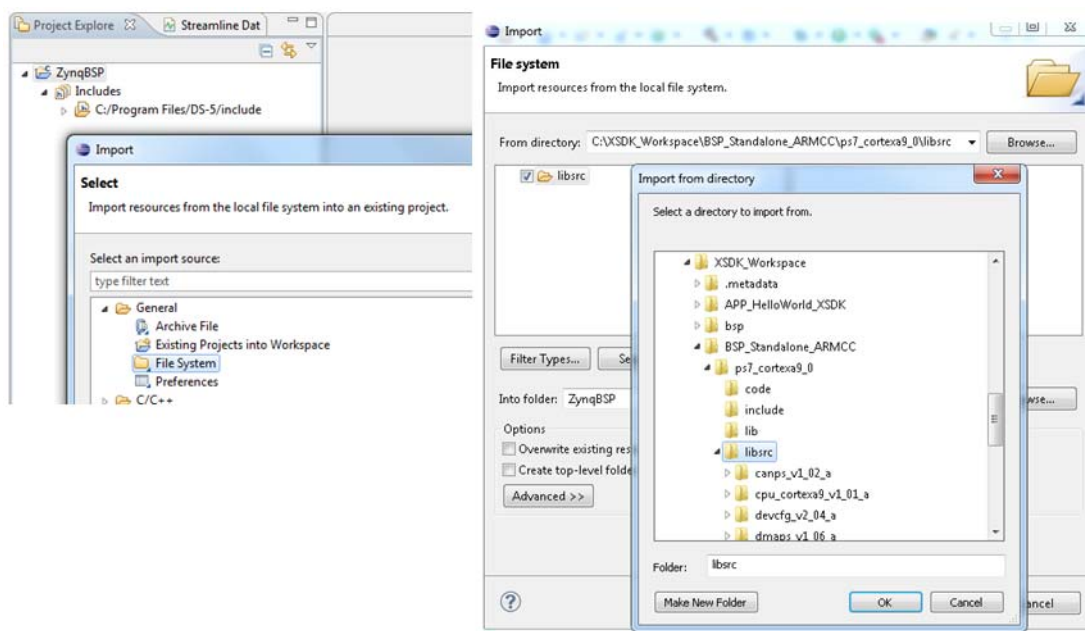 Project Explore
Streamline Dat
ZynqBSP
Includes
C:/Program Files/DS-5/include
Import
Select
Import resources from the local file system into an existing project.
Select an import source:
type filter text
General
Archive File
Existing Projects into Workspace
File System
Preferences
C/C++
Import
File system
Import resources from the local file system.
From directory: C:\XSDK_Workspace\BSP_Standalone_ARMCC\ps7_cortexa9_0\libsrc Browse...
libsrc
Filter Types... Se
Into folder: ZynqBSP wse...
Options
Overwrite existing res
Create top-level folde
Advanced >>
ancel
Import from directory
Select a directory to import from.
XSDK_Workspace
.metadata
APP_HelloWorld_XSDK
bsp
BSP_Standalone_ARMCC
ps7_cortexa9_0
code
include
lib
libsrc
canps_v1_02_a
cpu_cortexa9_v1_01_a
devcfg_v2_04_a
dmaps_v1_06_a
Folder: libsrc
Make New Folder OK Cancel